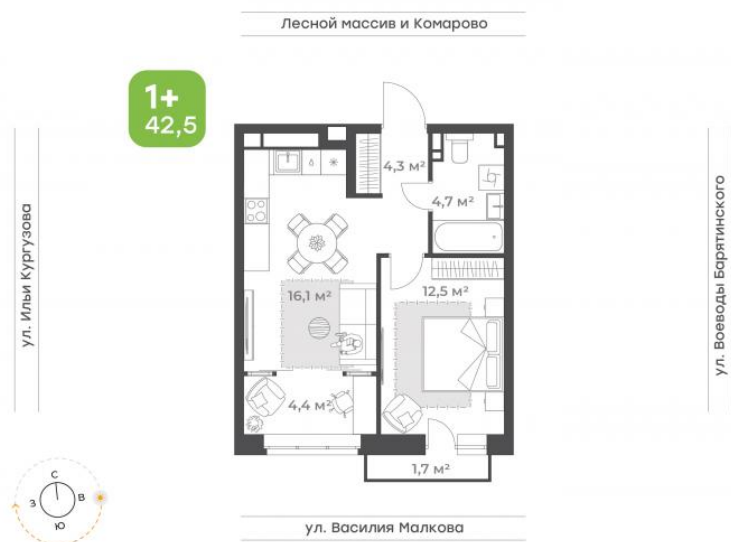 Лесной массив и Комарово
1+
42,5
4,3 м²
4,7 м²
16,1 м²
12,5 м²
4,4 м²
1,7 м²
ул. Ильи Кургузова
ул. Воеводы Барятинского
С
З
В
Ю
ул. Василия Малкова